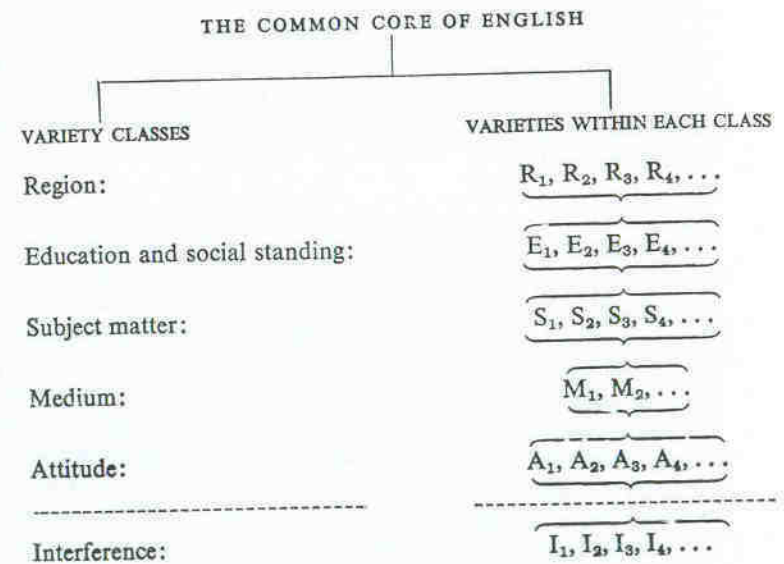 THE COMMON CORE OF ENGLISH
VARIETY CLASSES VARIETIES WITHIN EACH CLASS
Region: R₁, R₂, R₃, R₄, ...
Education and social standing: E₁, E₂, E₃, E₄, ...
Subject matter: S₁, S₂, S₃, S₄, ...
Medium: M₁, M₂, ...
Attitude: A₁, A₂, A₃, A₄, ...
Interference: I₁, I₂, I₃, I₄, ...